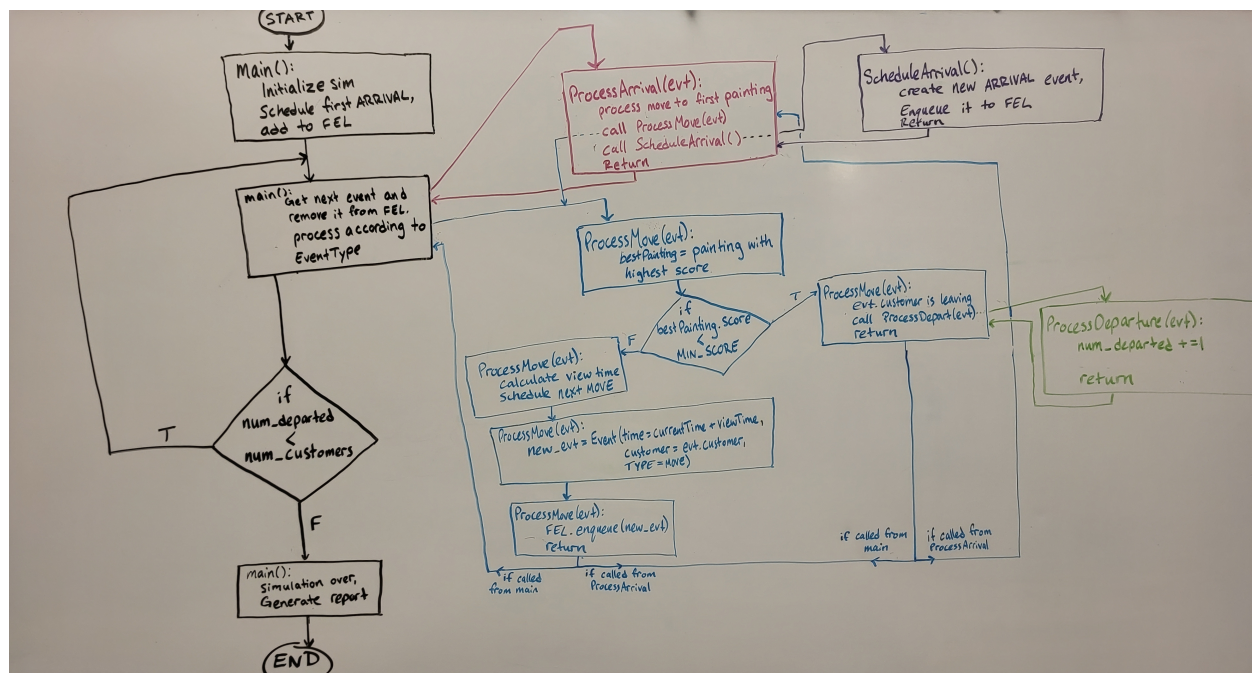 START
Main():
Initialize sim
Schedule first ARRIVAL,
add to FEL
main():
Get next event and
remove it from FEL.
process according to
EventType
if
num_departed
<
num_customers
T
F
main():
Simulation over,
Generate report
END
ProcessArrival(evt):
process move to first painting
call ProcessMove(evt)
call ScheduleArrival()
Return
ScheduleArrival():
create new ARRIVAL event,
Enqueue it to FEL
Return
ProcessMove(evt):
bestPainting = painting with
highest score
if
bestPainting.score
<
MIN_SCORE
T
F
ProcessMove(evt):
evt.customer is leaving
call ProcessDepart(evt)
return
ProcessDeparture(evt):
num_departed +=1
return
ProcessMove(evt):
calculate view time
Schedule next MOVE
ProcessMove(evt):
new_evt = Event(time=currentTime+viewTime,
customer = evt.customer,
TYPE=MOVE)
ProcessMove(evt):
FEL.enqueue(new_evt)
return
if called
from main
if called from
ProcessArrival
if called from
main
if called from
ProcessArrival